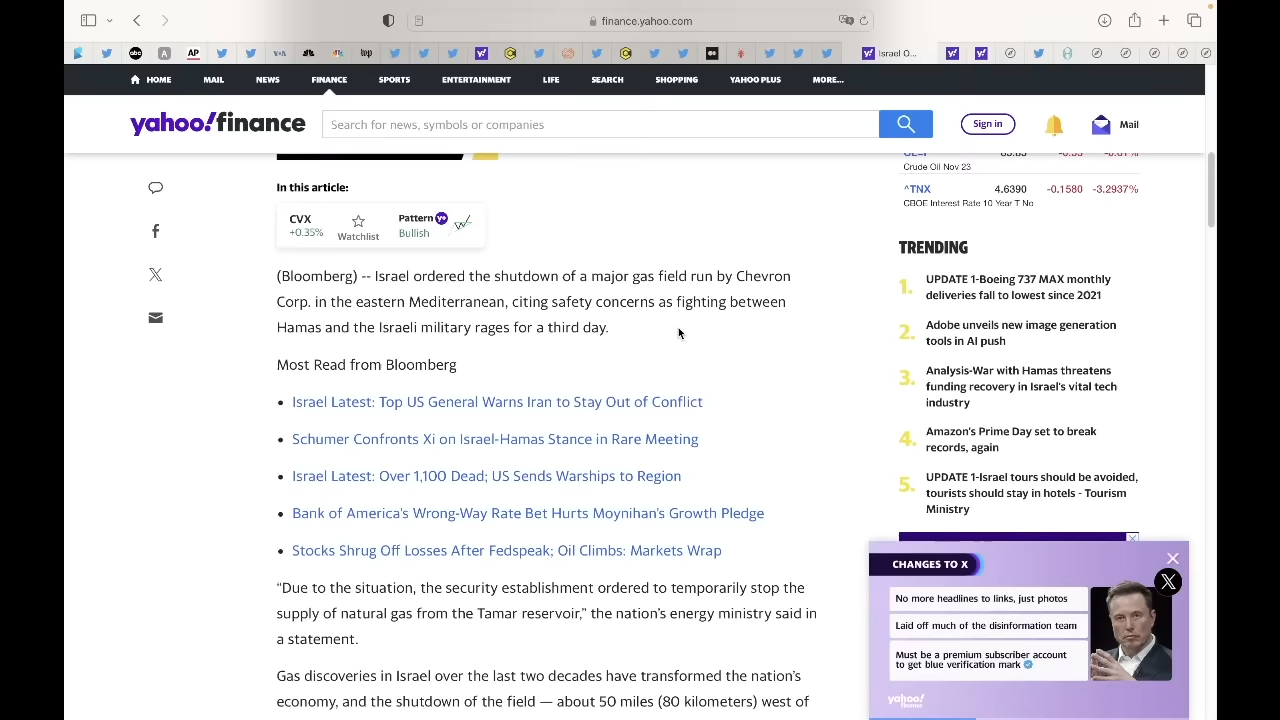 finance.yahoo.com
abc
A
AP
VOA
wp
Israel O...
HOME
MAIL
NEWS
FINANCE
SPORTS
ENTERTAINMENT
LIFE
SEARCH
SHOPPING
YAHOO PLUS
MORE...
yahoo!finance
Search for news, symbols or companies
Sign in
Mail
In this article:
CVX
+0.35%
Watchlist
Pattern Y+
Bullish
(Bloomberg) -- Israel ordered the shutdown of a major gas field run by Chevron
Corp. in the eastern Mediterranean, citing safety concerns as fighting between
Hamas and the Israeli military rages for a third day.
Most Read from Bloomberg
Israel Latest: Top US General Warns Iran to Stay Out of Conflict
Schumer Confronts Xi on Israel-Hamas Stance in Rare Meeting
Israel Latest: Over 1,100 Dead; US Sends Warships to Region
Bank of America's Wrong-Way Rate Bet Hurts Moynihan's Growth Pledge
Stocks Shrug Off Losses After Fedspeak; Oil Climbs: Markets Wrap
“Due to the situation, the security establishment ordered to temporarily stop the
supply of natural gas from the Tamar reservoir,” the nation's energy ministry said in
a statement.
Gas discoveries in Israel over the last two decades have transformed the nation's
economy, and the shutdown of the field — about 50 miles (80 kilometers) west of
Crude Oil Nov 23
^TNX 4.6390 -0.1580 -3.2937%
CBOE Interest Rate 10 Year T No
TRENDING
1. UPDATE 1-Boeing 737 MAX monthly
deliveries fall to lowest since 2021
2. Adobe unveils new image generation
tools in AI push
3. Analysis-War with Hamas threatens
funding recovery in Israel's vital tech
industry
4. Amazon's Prime Day set to break
records, again
5. UPDATE 1-Israel tours should be avoided,
tourists should stay in hotels - Tourism
Ministry
CHANGES TO X
No more headlines to links, just photos
Laid off much of the disinformation team
Must be a premium subscriber account
to get blue verification mark
yahoo!
finance